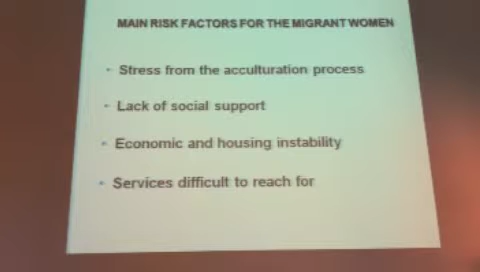 MAIN RISK FACTORS FOR THE MIGRANT WOMEN
- Stress from the acculturation process
- Lack of social support
- Economic and housing instability
- Services difficult to reach for